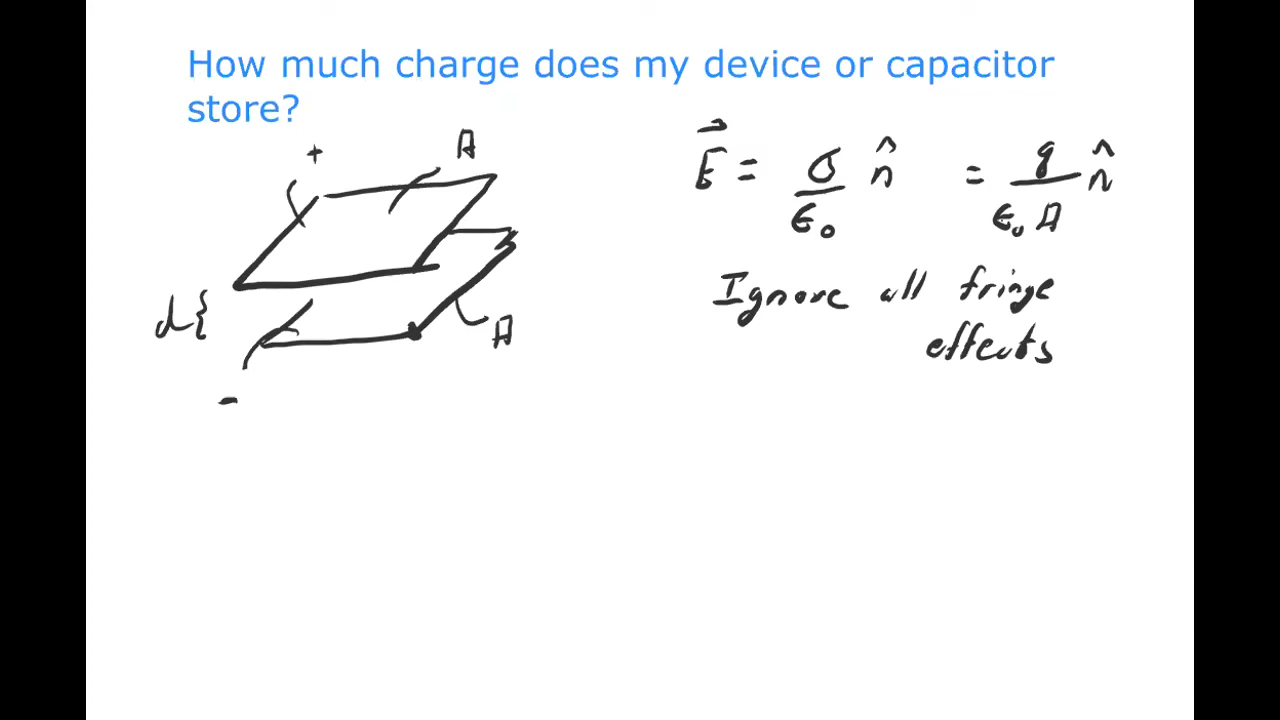 How much charge does my device or capacitor
store?
+
A
d{
A
-
E⃗ = σ/ε₀ n̂ = q/ε₀A n̂
Ignore all fringe
effects